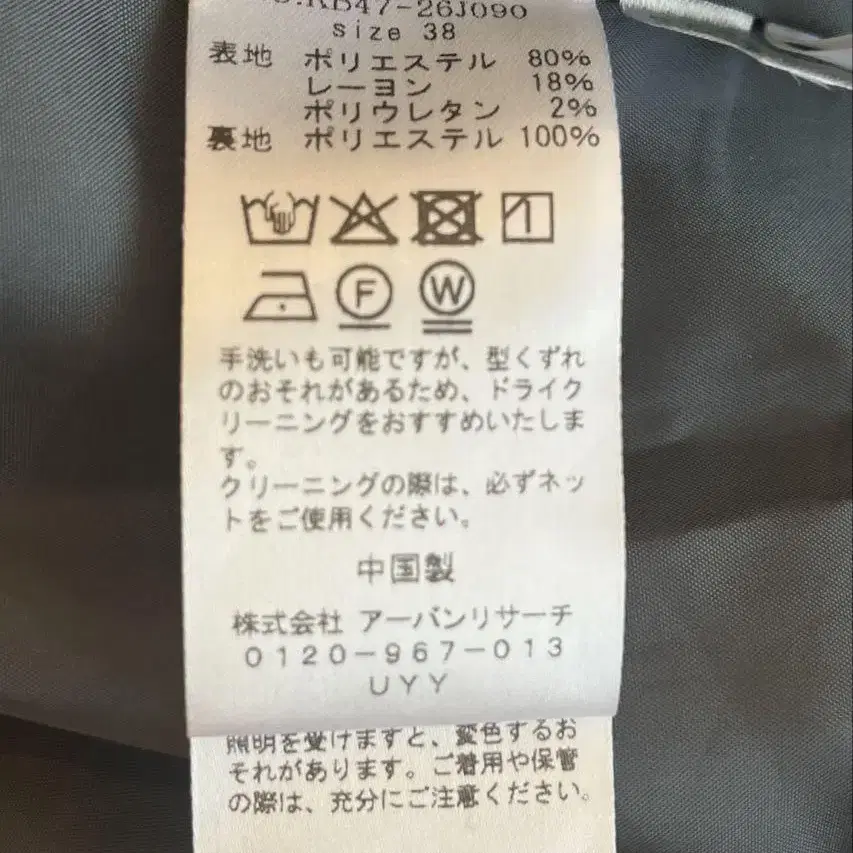 .RB47-26J090
size 38
表地 ポリエステル 80%
レーヨン 18%
ポリウレタン 2%
裏地 ポリエステル 100%
F W
手洗いも可能ですが、型くずれ
のおそれがあるため、ドライク
リーニングをおすすめいたしま
す。
クリーニングの際は、必ずネッ
トをご使用ください。
中国製
株式会社 アーバンリサーチ
0120-967-013
UYY
照明を受けますと、変色するお
それがあります。ご着用や保管
の際は、充分にご注意ください。